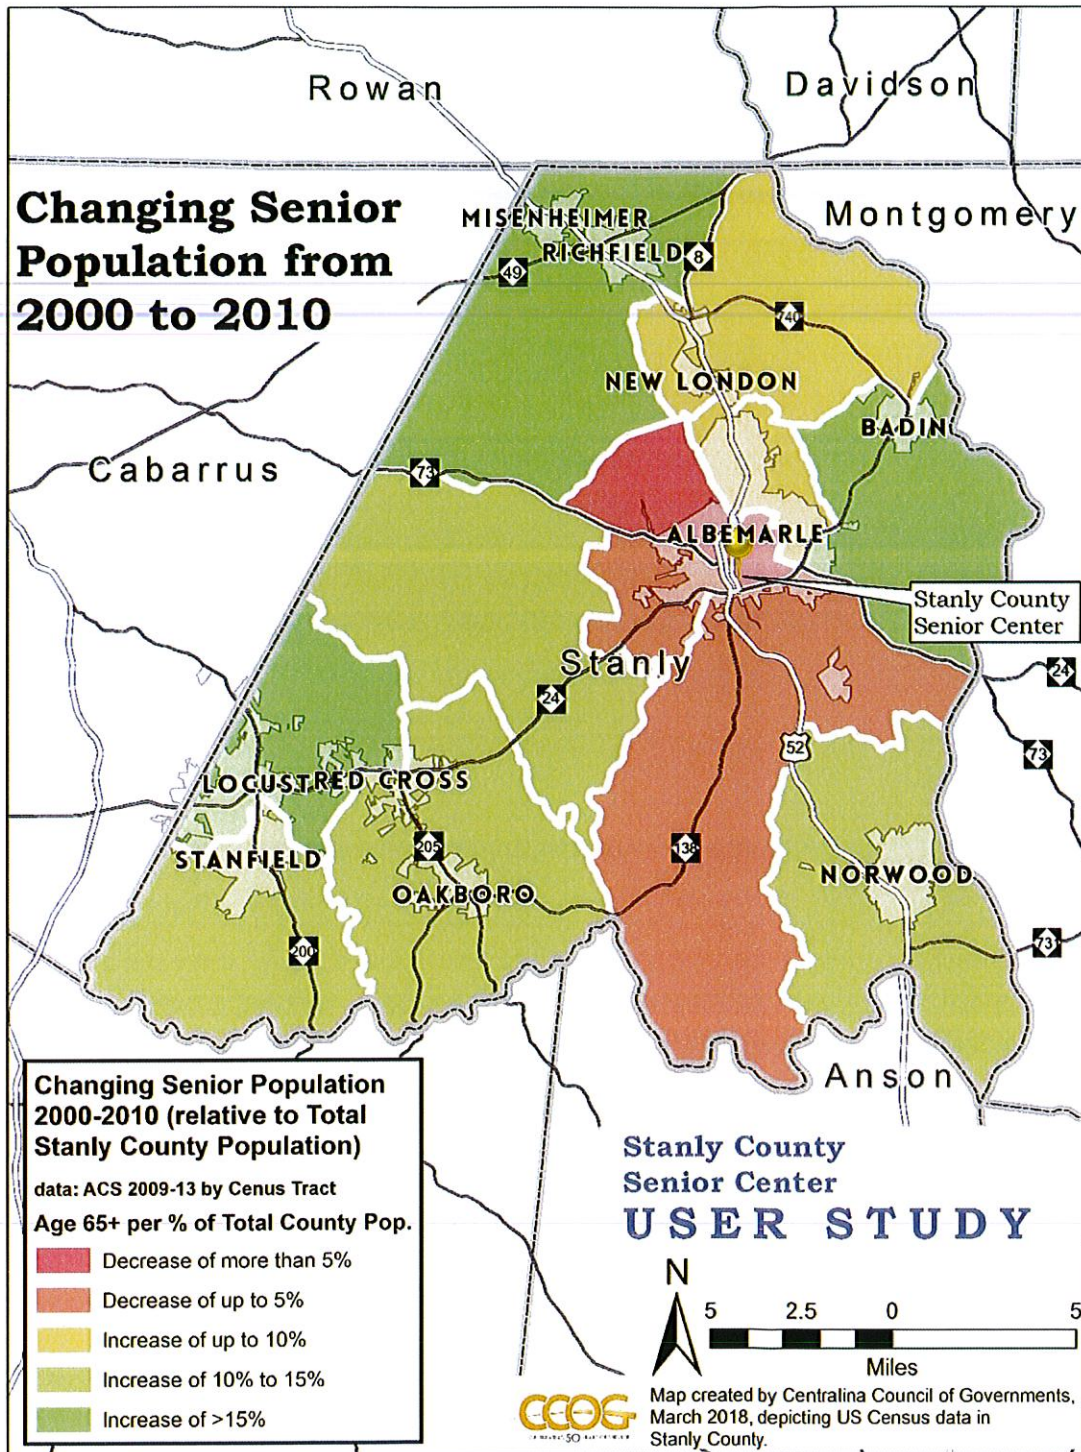 Rowan
Davidson
Changing Senior
Population from
2000 to 2010
MISENHEIMER
Montgomery
RICHFIELD
8
49
740
NEW LONDON
BADIN
Cabarrus
73
ALBEMARLE
Stanly County
Senior Center
Stanly
24
24
52
73
LOCUST
RED CROSS
STANFIELD
205
138
OAKBORO
NORWOOD
200
731
Anson
Changing Senior Population
2000-2010 (relative to Total
Stanly County Population)
data: ACS 2009-13 by Cenus Tract
Age 65+ per % of Total County Pop.
Decrease of more than 5%
Decrease of up to 5%
Increase of up to 10%
Increase of 10% to 15%
Increase of >15%
Stanly County
Senior Center
USER STUDY
N
5 2.5 0 5
Miles
CCOG
50
Map created by Centralina Council of Governments,
March 2018, depicting US Census data in
Stanly County.